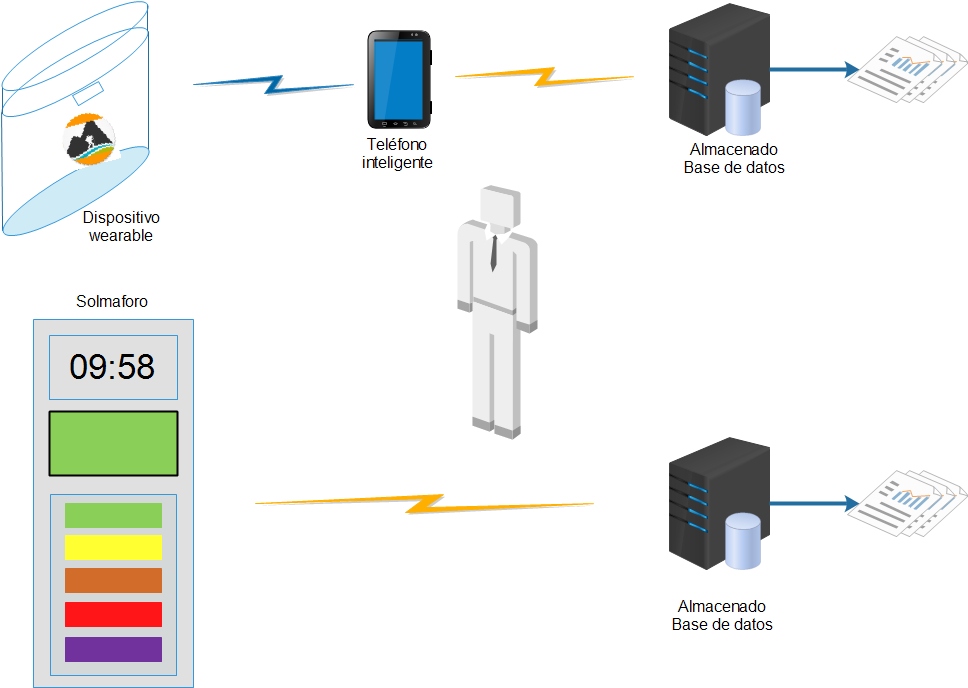 Teléfono
inteligente
Almacenado
Base de datos
Dispositivo
wearable
Solmaforo
09:58
Almacenado
Base de datos